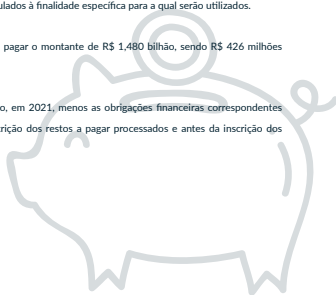 ulados à finalidade específica para a qual serão utilizados.
pagar o montante de R$ 1,480 bilhão, sendo R$ 426 milhões
o, em 2021, menos as obrigações financeiras correspondentes
crição dos restos a pagar processados e antes da inscrição dos